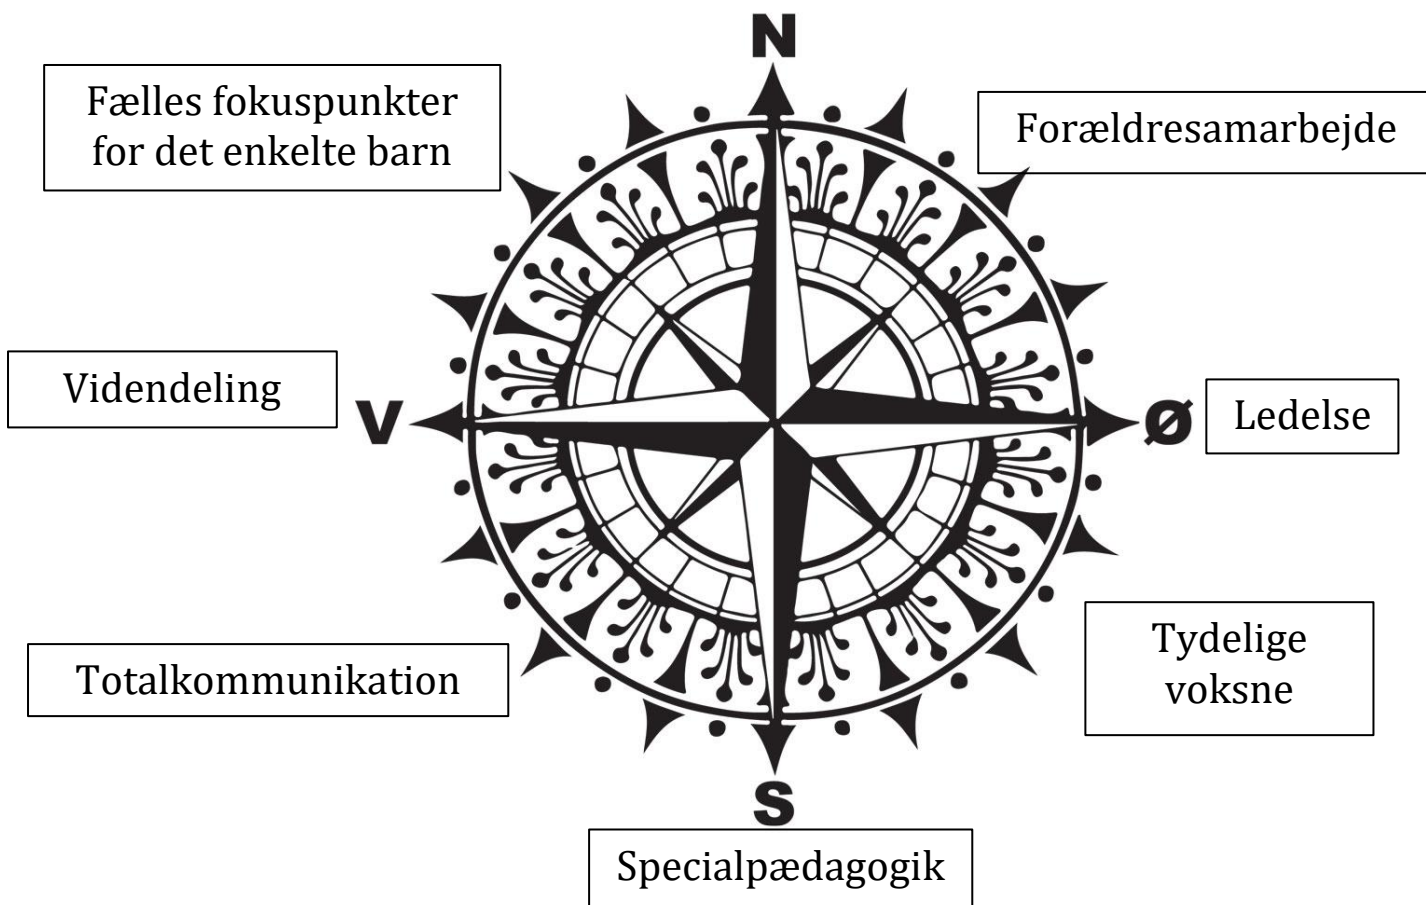 N
Fælles fokuspunkter
for det enkelte barn
Forældresamarbejde
Videndeling
V
Ø
Ledelse
Totalkommunikation
Tydelige
voksne
S
Specialpædagogik